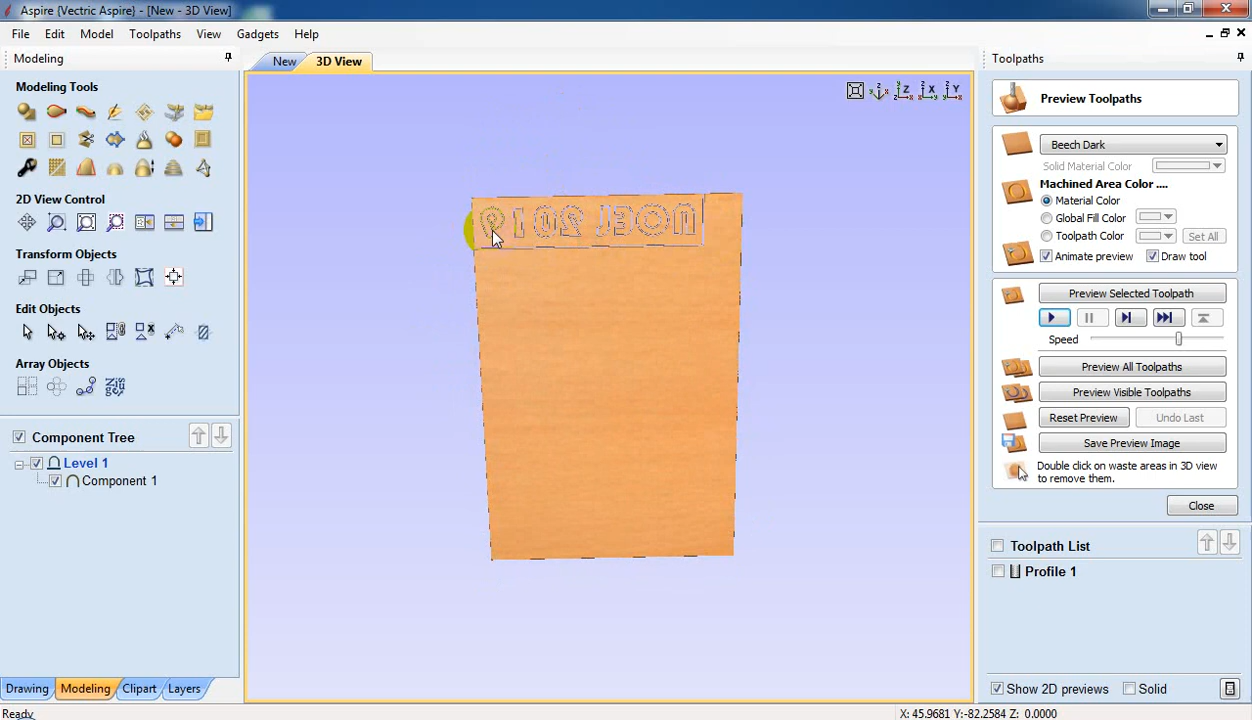 Aspire {Vectric Aspire} - [New - 3D View]
File Edit Model Toolpaths View Gadgets Help
Modeling
New 3D View
Toolpaths
Modeling Tools
2D View Control
Transform Objects
Edit Objects
Array Objects
Zig
Component Tree
Level 1
Component 1
Drawing Modeling Clipart Layers
Ready
Z X Y
Preview Toolpaths
Beech Dark
Solid Material Color
Machined Area Color ....
Material Color
Global Fill Color
Toolpath Color Set All
Animate preview Draw tool
Preview Selected Toolpath
Speed
Preview All Toolpaths
Preview Visible Toolpaths
Reset Preview Undo Last
Save Preview Image
Double click on waste areas in 3D view
to remove them.
Close
Toolpath List
Profile 1
Show 2D previews Solid
X: 45.9681 Y:-82.2584 Z: 0.0000